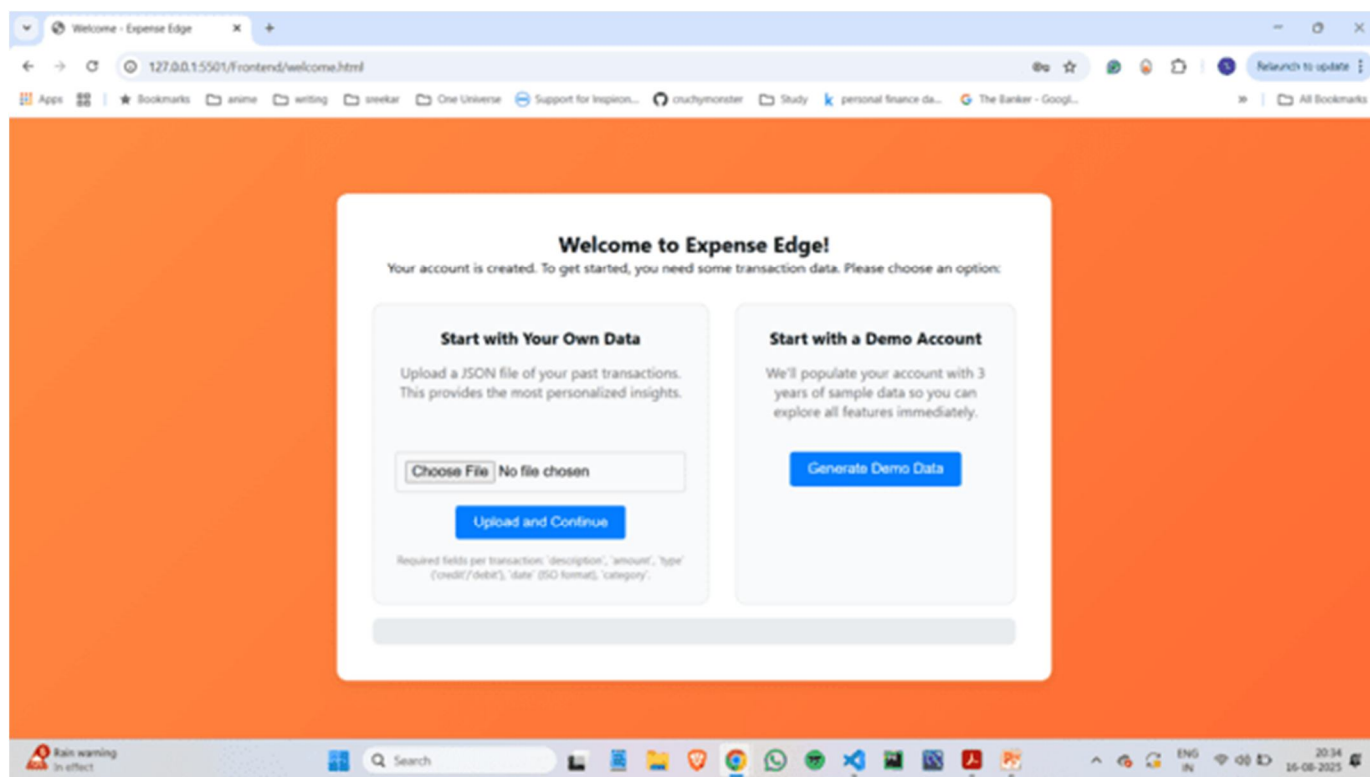 Welcome - Expense Edge
127.0.0.1:5501/Frontend/welcome.html
Relaunch to update
Apps
Bookmarks
anime
writing
sreekar
One Universe
Support for Inspiron...
cruchymonster
Study
personal finance da...
The Banker - Googl...
All Bookmarks
Welcome to Expense Edge!
Your account is created. To get started, you need some transaction data. Please choose an option:
Start with Your Own Data
Upload a JSON file of your past transactions.
This provides the most personalized insights.
Choose File No file chosen
Upload and Continue
Required fields per transaction: `description`, `amount`, `type`
('credit'/'debit'), `date` (ISO format), `category`.
Start with a Demo Account
We'll populate your account with 3
years of sample data so you can
explore all features immediately.
Generate Demo Data
Rain warning
In effect
Search
ENG
IN
20:34
16-08-2025